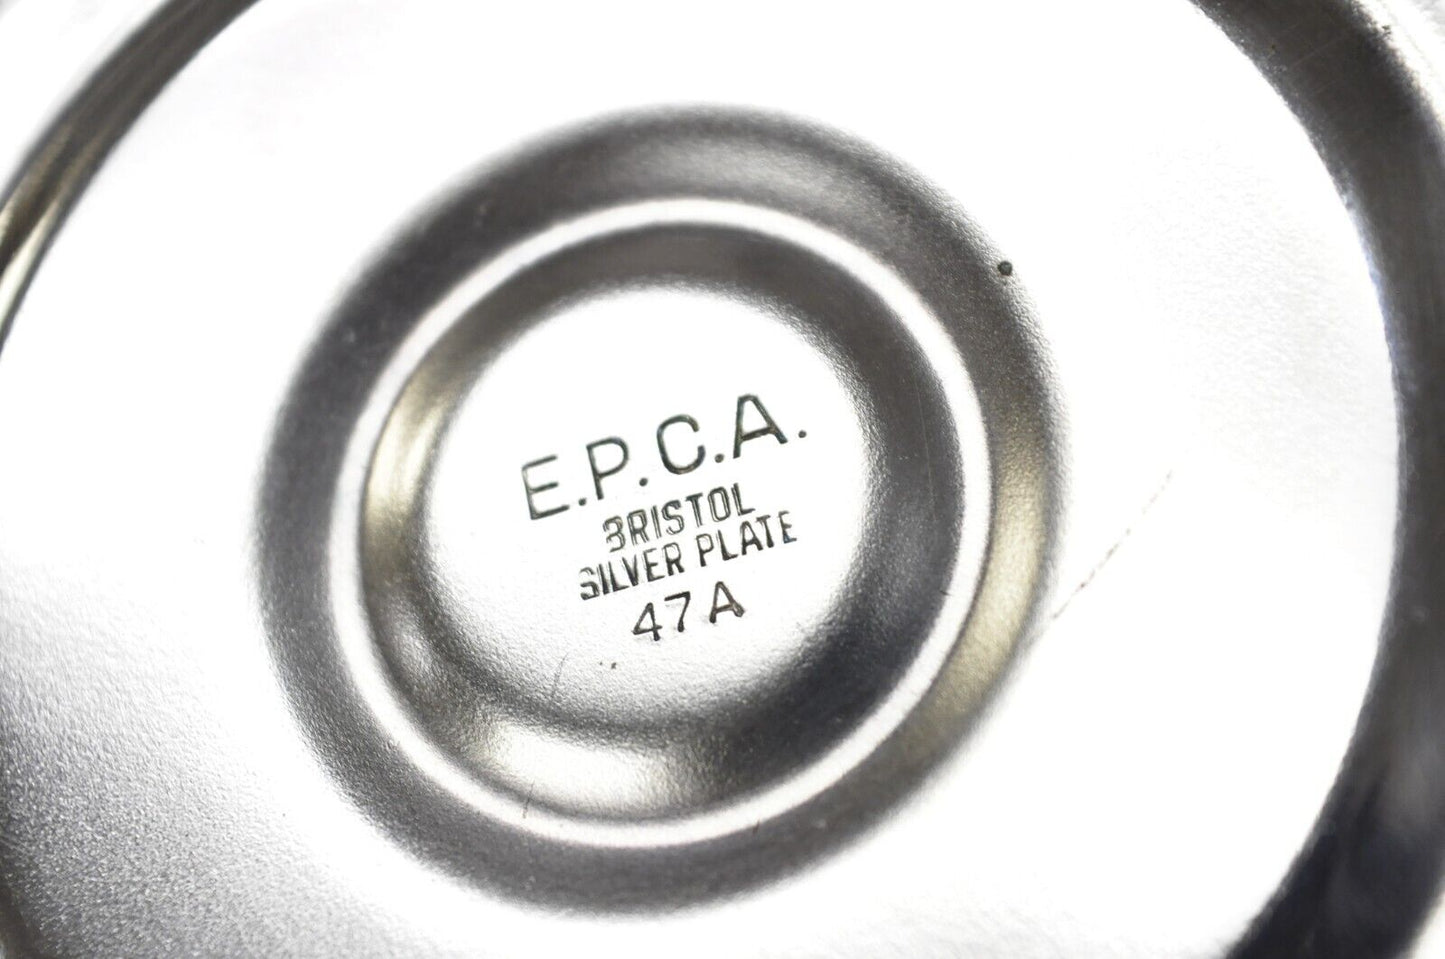 E.P.C.A.
BRISTOL
SILVER PLATE
47A